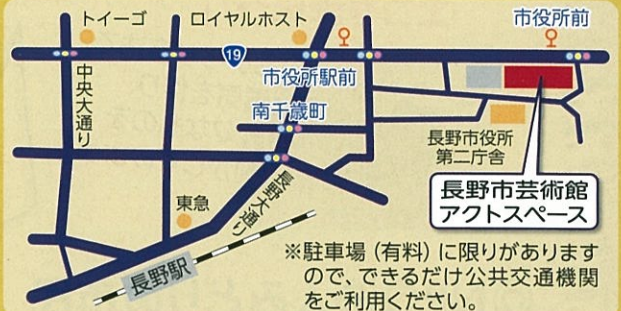 トイーゴ
ロイヤルホスト
市役所前
19
市役所駅前
中央大通り
南千歳町
長野市役所
第二庁舎
長野大通り
東急
長野駅
長野市芸術館
アクトスペース
※駐車場（有料）に限りがあります
ので、できるだけ公共交通機関
をご利用ください。